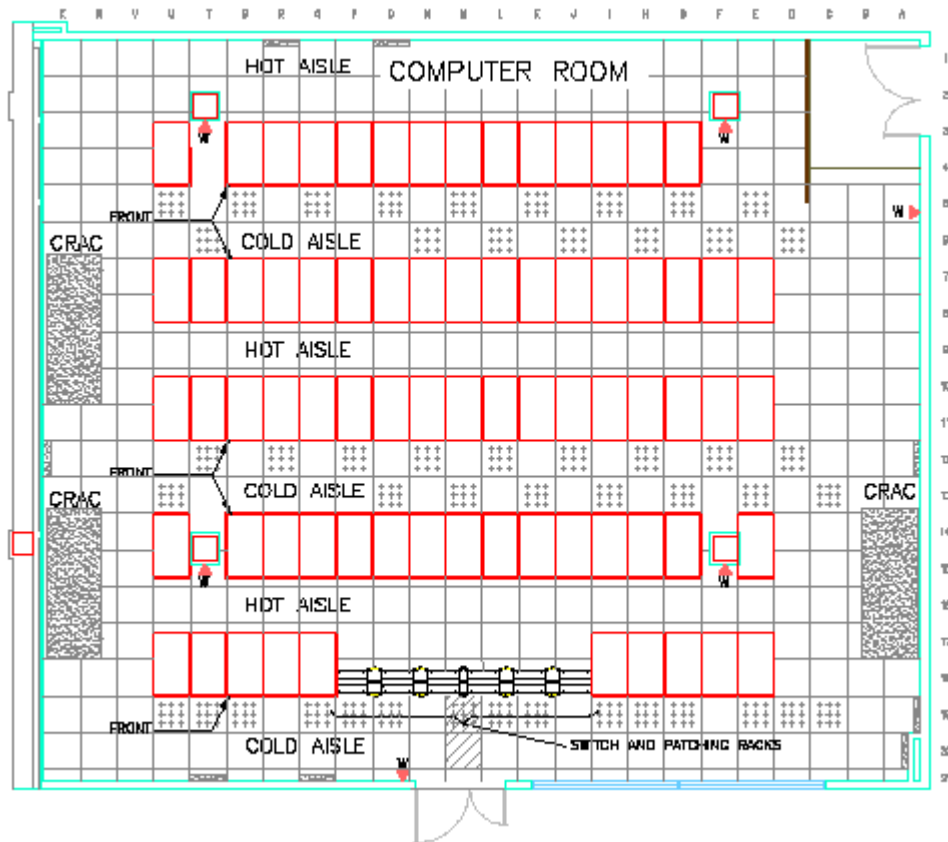 HOT AISLE
COMPUTER ROOM
W
W
FRONT
W
COLD AISLE
CRAC
HOT AISLE
FRONT
COLD AISLE
CRAC
CRAC
W
W
HOT AISLE
FRONT
SWITCH AND PATCHING RACKS
COLD AISLE
W